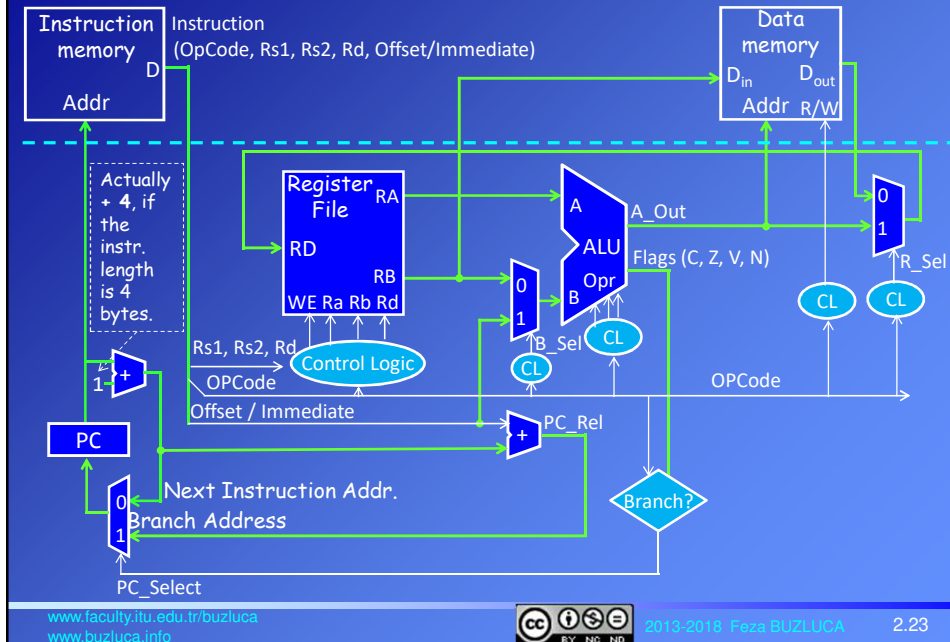 Instruction memory
D
Addr
Instruction
(OpCode, Rs1, Rs2, Rd, Offset/Immediate)
Data memory
Din Dout
Addr R/W
Actually
+ 4, if
the
instr.
length
is 4
bytes.
Register
File
RA
RD
RB
WE Ra Rb Rd
A
ALU
Opr
B
A_Out
Flags (C, Z, V, N)
0
1
R_Sel
0
1
B_Sel
CL
CL
CL
CL
Rs1, Rs2, Rd
Control Logic
OPCode
OPCode
Offset / Immediate
1
+
PC
+
PC_Rel
Next Instruction Addr.
0
1
Branch Address
Branch?
PC_Select
www.faculty.itu.edu.tr/buzluca
www.buzluca.info
cc
BY NC ND
2013-2018 Feza BUZLUCA
2.23